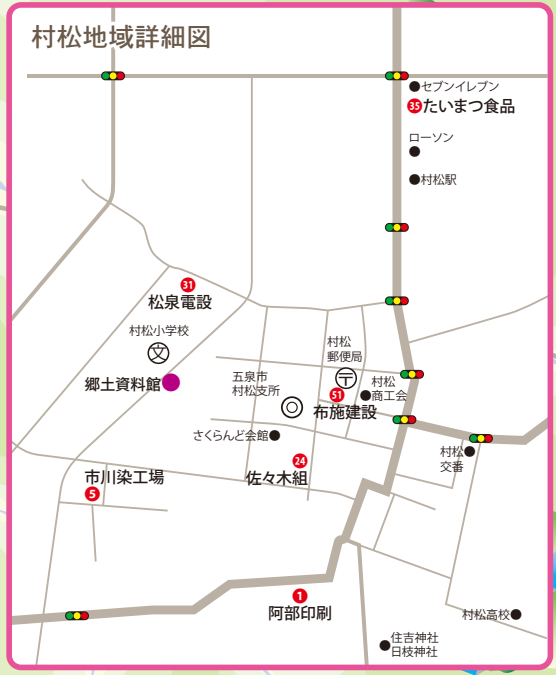 村松地域詳細図
セブンイレブン
35 たいまつ食品
ローソン
村松駅
31
松泉電設
村松小学校
文
郷土資料館
村松
郵便局
〒
五泉市
村松支所
村松
商工会
51
布施建設
さくらんど会館
村松
交番
24
佐々木組
市川染工場
5
1
阿部印刷
村松高校
住吉神社
日枝神社